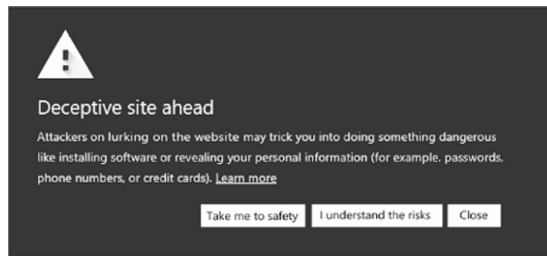 Deceptive site ahead
Attackers on lurking on the website may trick you into doing something dangerous
like installing software or revealing your personal information (for example, passwords,
phone numbers, or credit cards). Learn more
Take me to safety I understand the risks Close